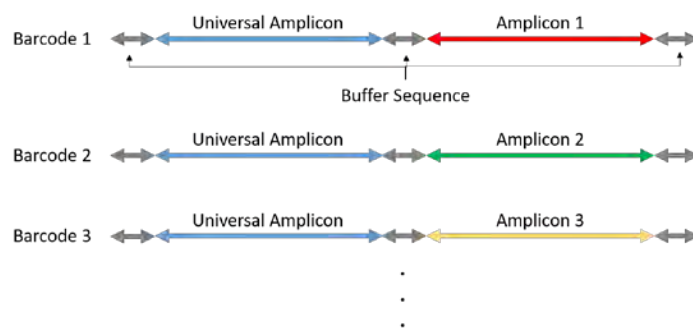 Universal Amplicon Amplicon 1
Barcode 1
Buffer Sequence
Universal Amplicon Amplicon 2
Barcode 2
Universal Amplicon Amplicon 3
Barcode 3